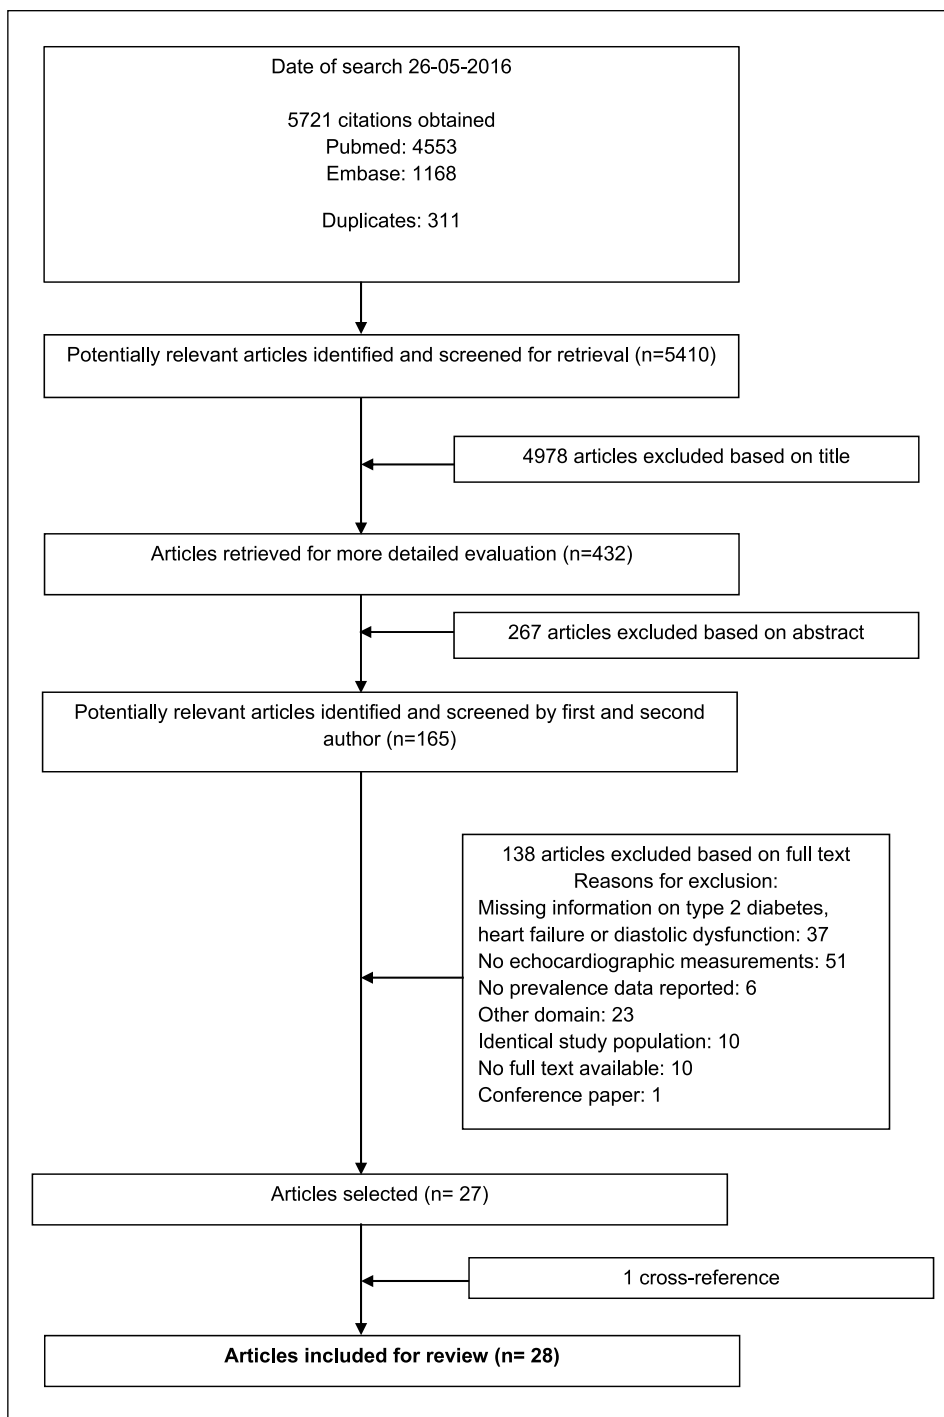 Date of search 26-05-2016
5721 citations obtained
Pubmed: 4553
Embase: 1168
Duplicates: 311
Potentially relevant articles identified and screened for retrieval (n=5410)
4978 articles excluded based on title
Articles retrieved for more detailed evaluation (n=432)
267 articles excluded based on abstract
Potentially relevant articles identified and screened by first and second
author (n=165)
138 articles excluded based on full text
Reasons for exclusion:
Missing information on type 2 diabetes,
heart failure or diastolic dysfunction: 37
No echocardiographic measurements: 51
No prevalence data reported: 6
Other domain: 23
Identical study population: 10
No full text available: 10
Conference paper: 1
Articles selected (n= 27)
1 cross-reference
Articles included for review (n= 28)